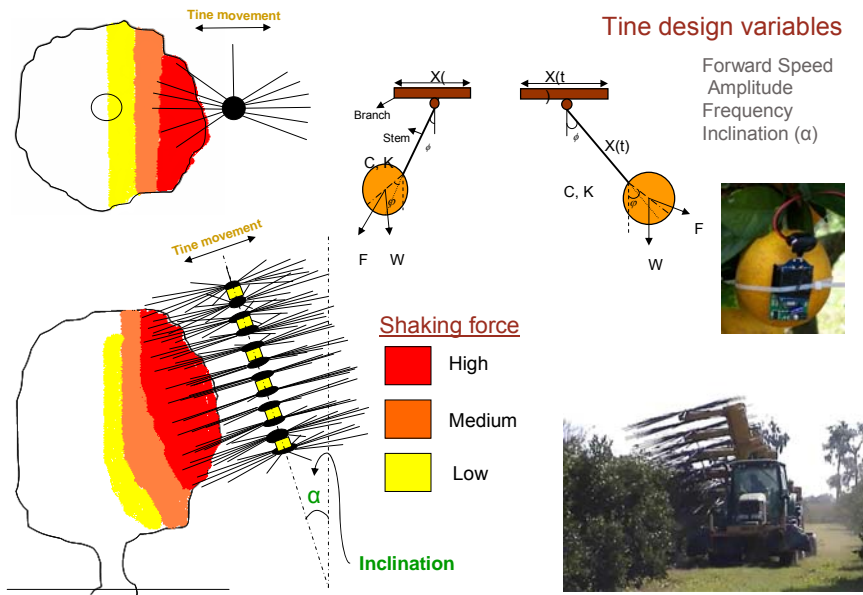 Tine movement
Tine design variables
Forward Speed
Amplitude
Frequency
Inclination (α)
X(
X(t
Branch
Stem
ϕ
ϕ
X(t)
C, K
C, K
φ
φ
F
W
F
W
Tine movement
Shaking force
High
Medium
Low
α
Inclination